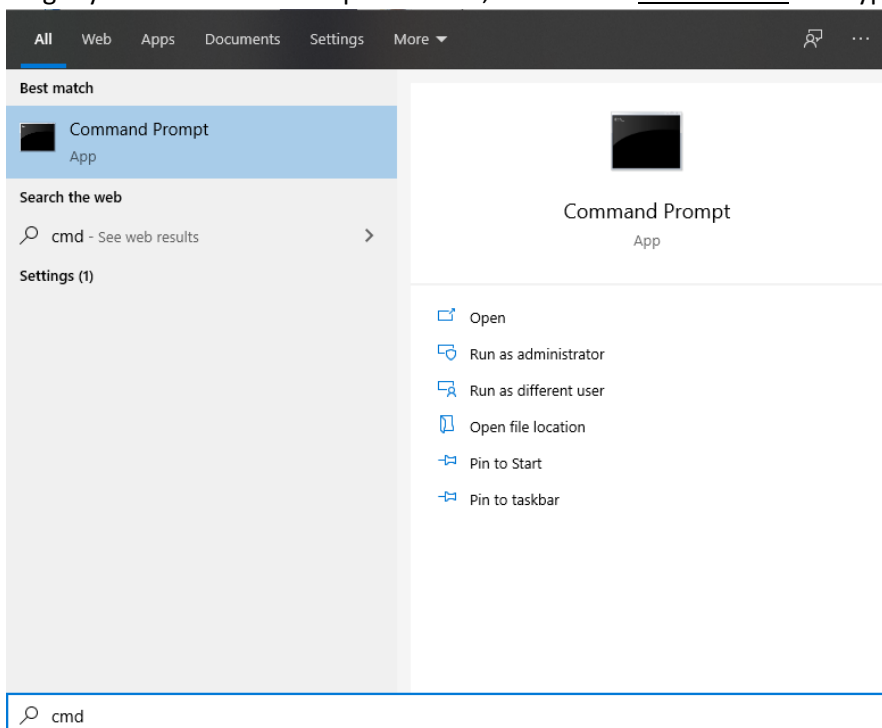 All Web Apps Documents Settings More
Best match
Command Prompt
App
Search the web
cmd - See web results
Settings (1)
Command Prompt
App
Open
Run as administrator
Run as different user
Open file location
Pin to Start
Pin to taskbar
cmd